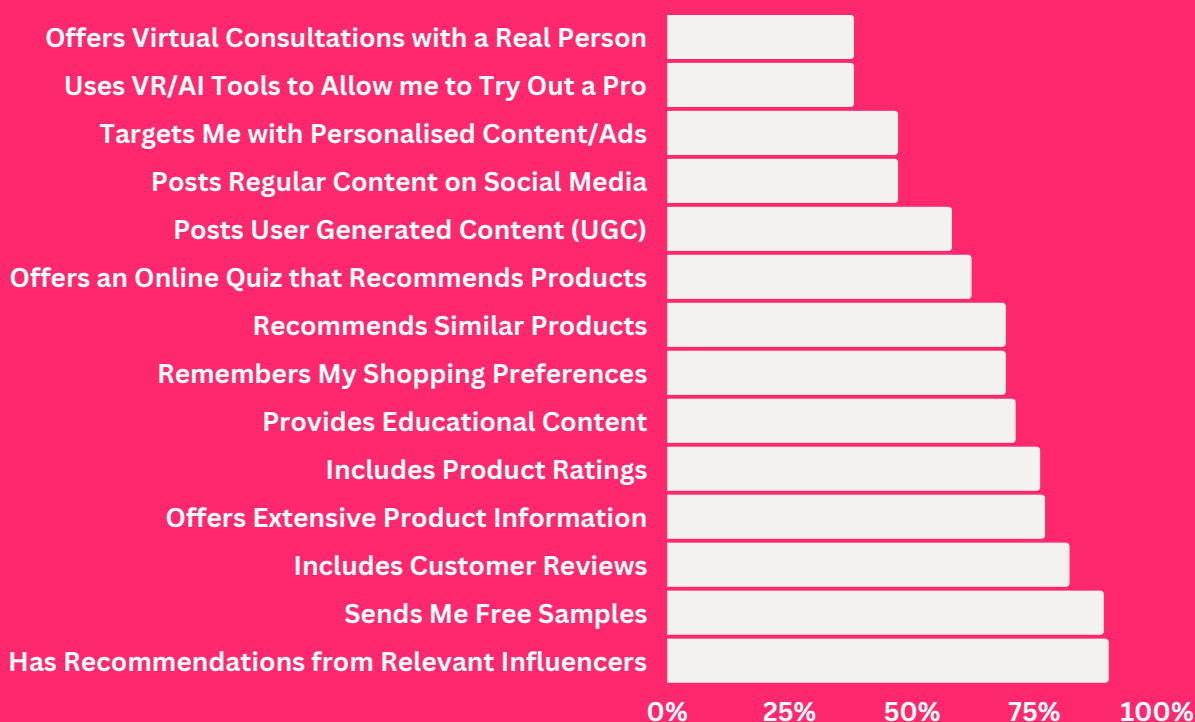 Offers Virtual Consultations with a Real Person
Uses VR/AI Tools to Allow me to Try Out a Pro
Targets Me with Personalised Content/Ads
Posts Regular Content on Social Media
Posts User Generated Content (UGC)
Offers an Online Quiz that Recommends Products
Recommends Similar Products
Remembers My Shopping Preferences
Provides Educational Content
Includes Product Ratings
Offers Extensive Product Information
Includes Customer Reviews
Sends Me Free Samples
Has Recommendations from Relevant Influencers
0% 25% 50% 75% 100%